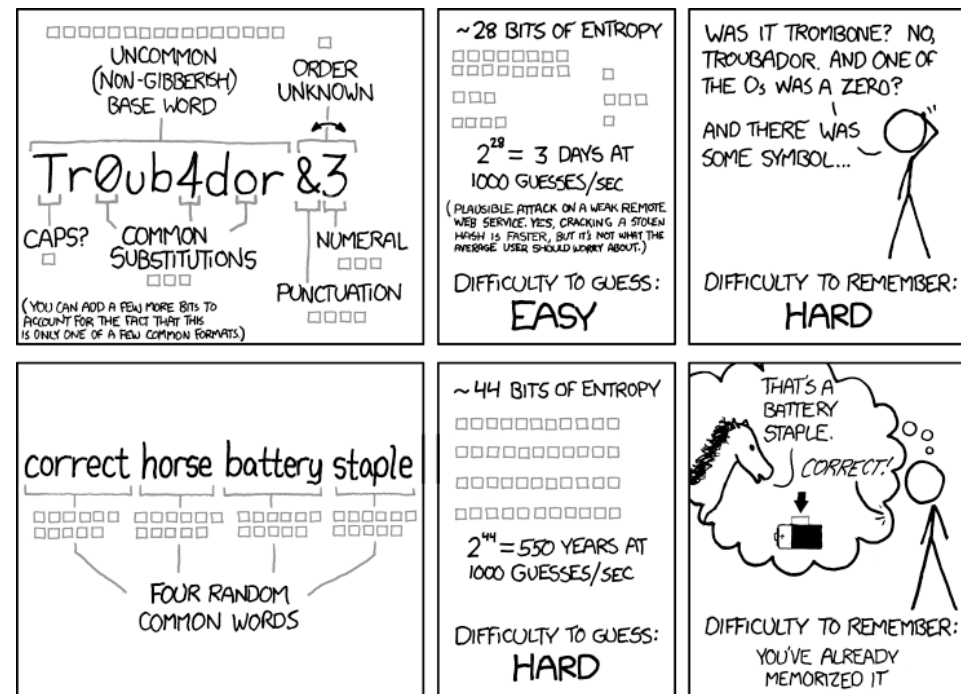 UNCOMMON
(NON-GIBBERISH)
BASE WORD
ORDER
UNKNOWN
Tr0ub4dor &3
CAPS?
COMMON
SUBSTITUTIONS
NUMERAL
PUNCTUATION
(YOU CAN ADD A FEW MORE BITS TO
ACCOUNT FOR THE FACT THAT THIS
IS ONLY ONE OF A FEW COMMON FORMATS.)
~28 BITS OF ENTROPY
2^28 = 3 DAYS AT
1000 GUESSES/SEC
(PLAUSIBLE ATTACK ON A WEAK REMOTE
WEB SERVICE. YES, CRACKING A STOLEN
HASH IS FASTER, BUT IT'S NOT WHAT THE
AVERAGE USER SHOULD WORRY ABOUT.)
DIFFICULTY TO GUESS:
EASY
WAS IT TROMBONE? NO,
TROUBADOR. AND ONE OF
THE Os WAS A ZERO?
AND THERE WAS
SOME SYMBOL...
DIFFICULTY TO REMEMBER:
HARD
correct horse battery staple
FOUR RANDOM
COMMON WORDS
~44 BITS OF ENTROPY
2^44 = 550 YEARS AT
1000 GUESSES/SEC
DIFFICULTY TO GUESS:
HARD
THAT'S A
BATTERY
STAPLE.
CORRECT!
DIFFICULTY TO REMEMBER:
YOU'VE ALREADY
MEMORIZED IT